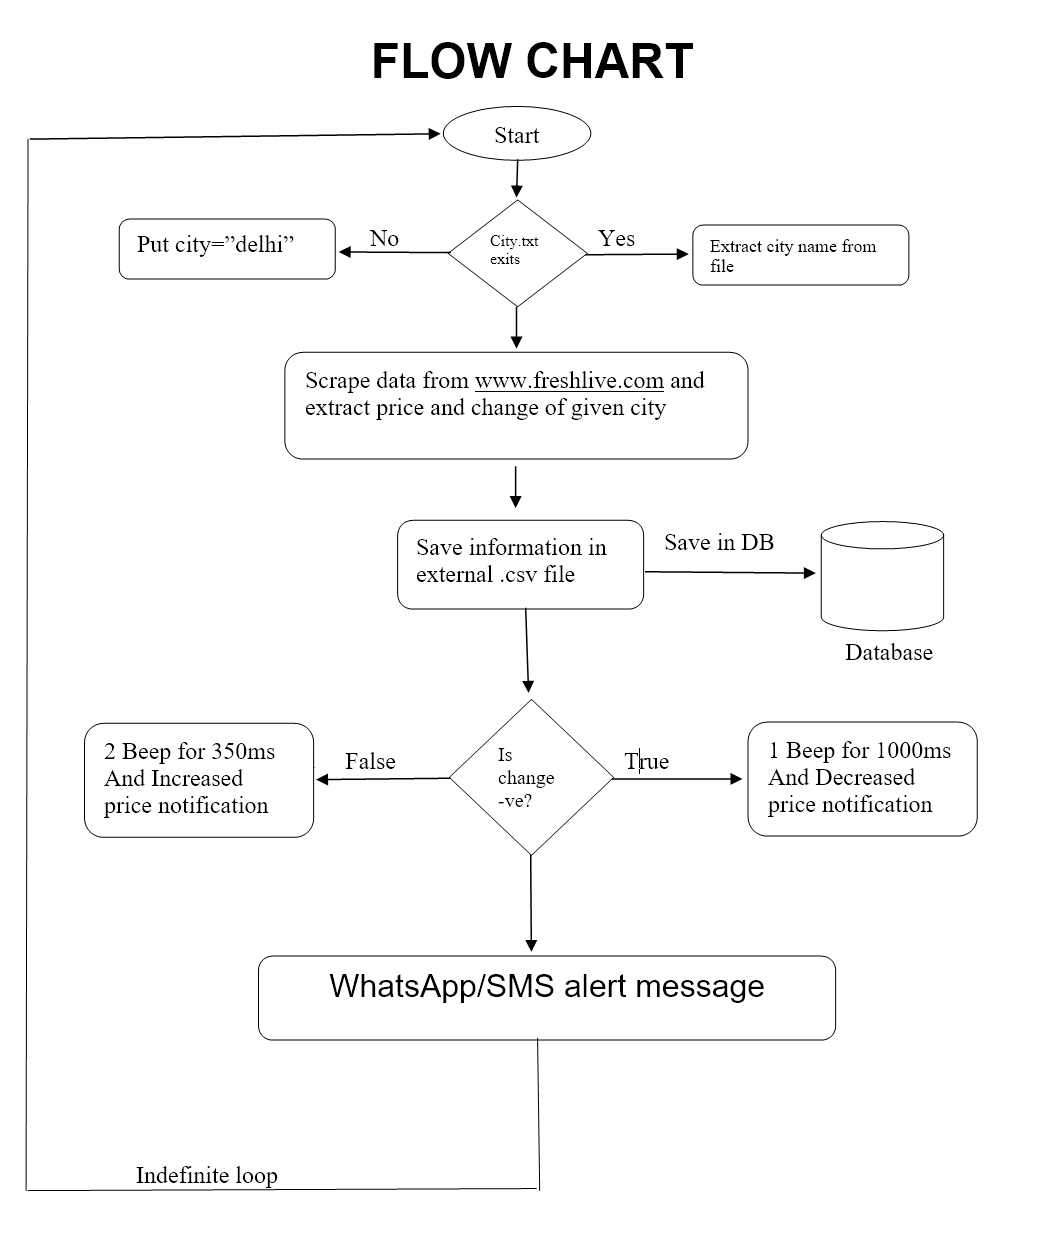 FLOW CHART
Start
Put city=”delhi”
No
City.txt
exits
Yes
Extract city name from
file
Scrape data from www.freshlive.com and
extract price and change of given city
Save information in
external .csv file
Save in DB
Database
2 Beep for 350ms
And Increased
price notification
False
Is
change
-ve?
True
1 Beep for 1000ms
And Decreased
price notification
WhatsApp/SMS alert message
Indefinite loop